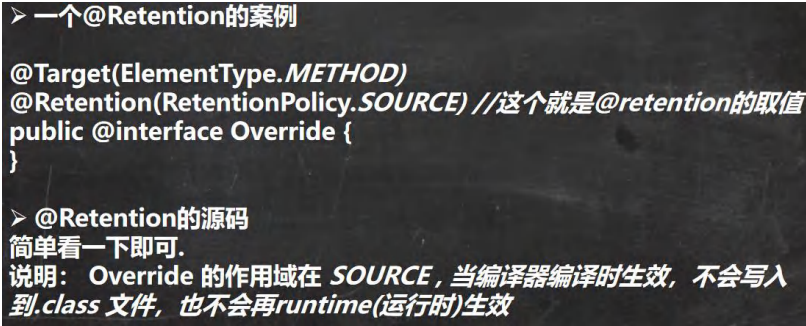 ➢ 一个@Retention的案例
@Target(ElementType.METHOD)
@Retention(RetentionPolicy.SOURCE) //这个就是@retention的取值
public @interface Override {
}
➢ @Retention的源码
简单看一下即可.
说明： Override 的作用域在 SOURCE , 当编译器编译时生效，不会写入
到.class 文件，也不会再runtime(运行时)生效